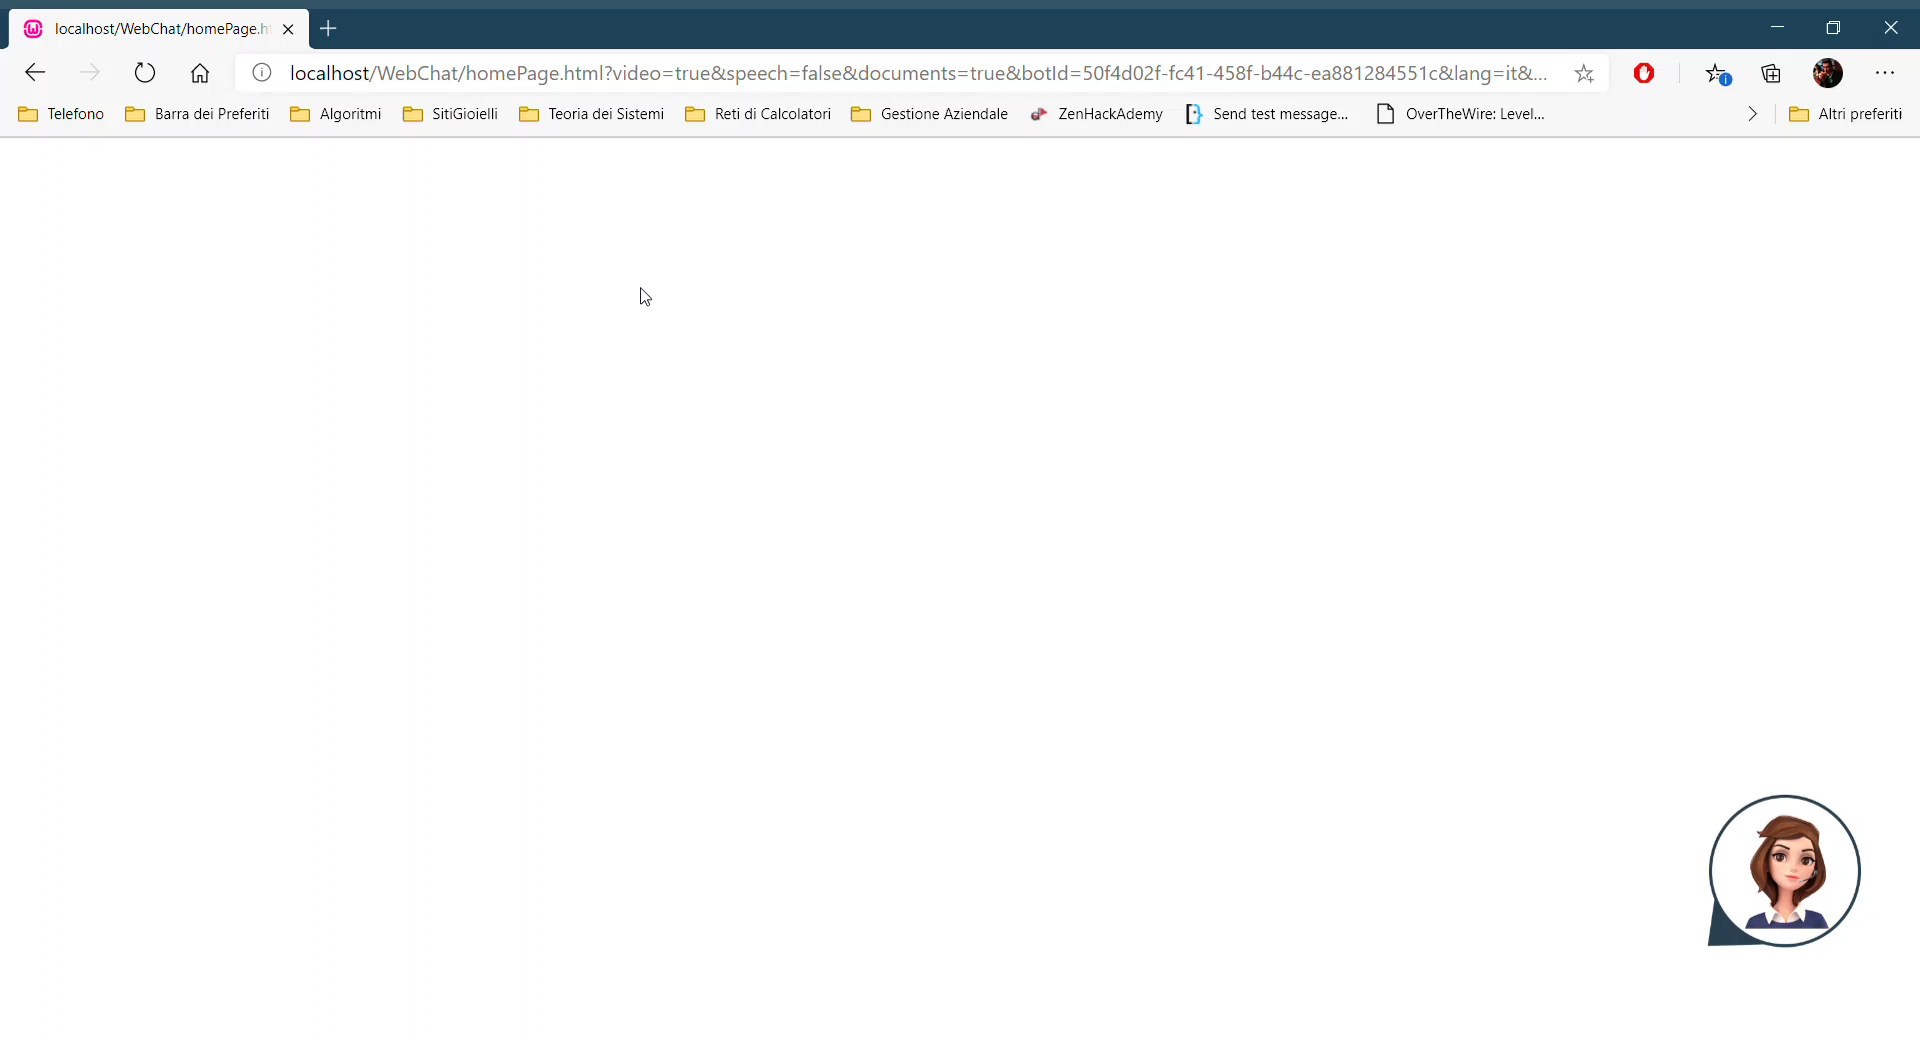 localhost/WebChat/homePage.h
localhost/WebChat/homePage.html?video=true&speech=false&documents=true&botId=50f4d02f-fc41-458f-b44c-ea881284551c&lang=it&...
Telefono Barra dei Preferiti Algoritmi SitiGioielli Teoria dei Sistemi Reti di Calcolatori Gestione Aziendale ZenHackAdemy Send test message... OverTheWire: Level... Altri preferiti